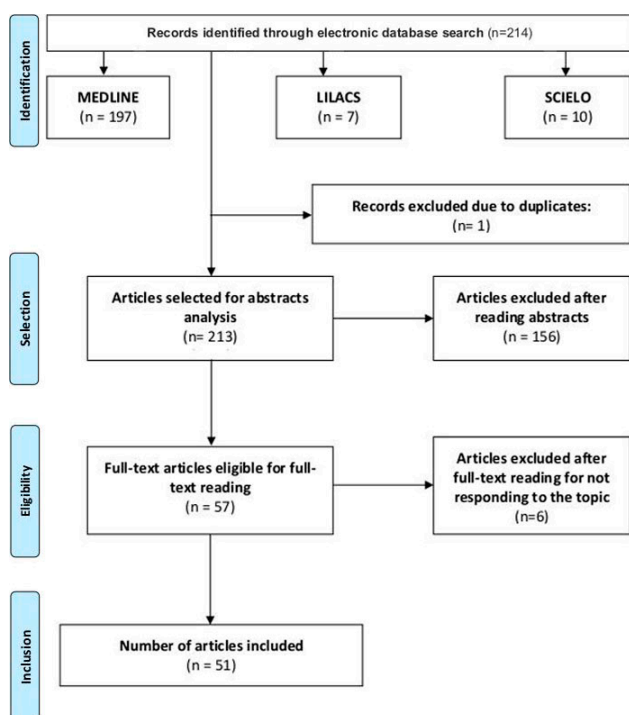 Records identified through electronic database search (n=214)
Identification
MEDLINE
(n = 197)
LILACS
(n = 7)
SCIELO
(n = 10)
Records excluded due to duplicates:
(n= 1)
Selection
Articles selected for abstracts
analysis
(n= 213)
Articles excluded after
reading abstracts
(n = 156)
Eligibility
Full-text articles eligible for full-
text reading
(n = 57)
Articles excluded after
full-text reading for not
responding to the topic
(n=6)
Inclusion
Number of articles included
(n = 51)